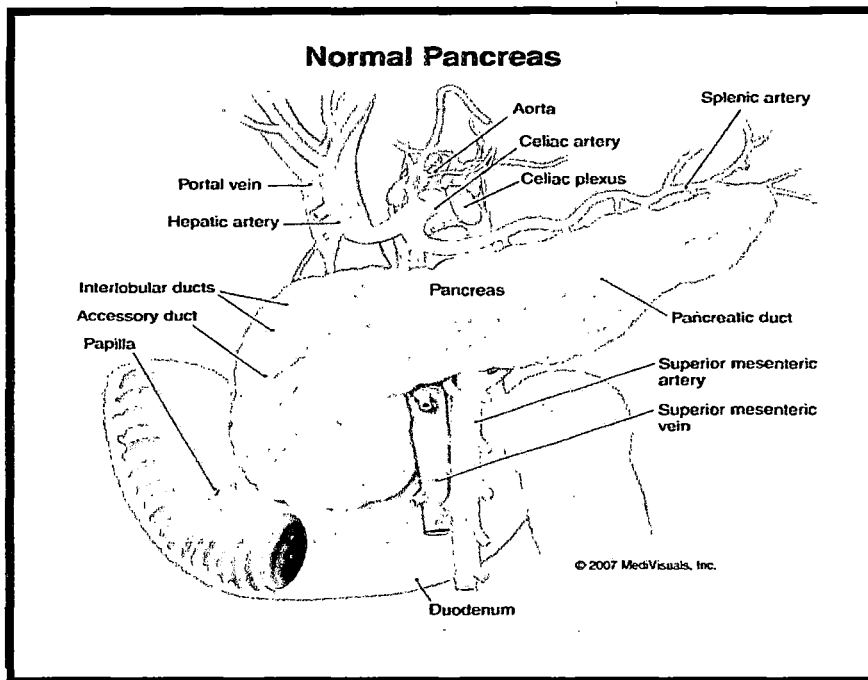 Normal Pancreas
Aorta
Splenic artery
Celiac artery
Portal vein
Celiac plexus
Hepatic artery
Interlobular ducts
Pancreas
Accessory duct
Pancreatic duct
Papilla
Superior mesenteric
artery
Superior mesenteric
vein
© 2007 MediVisuals, Inc.
Duodenum